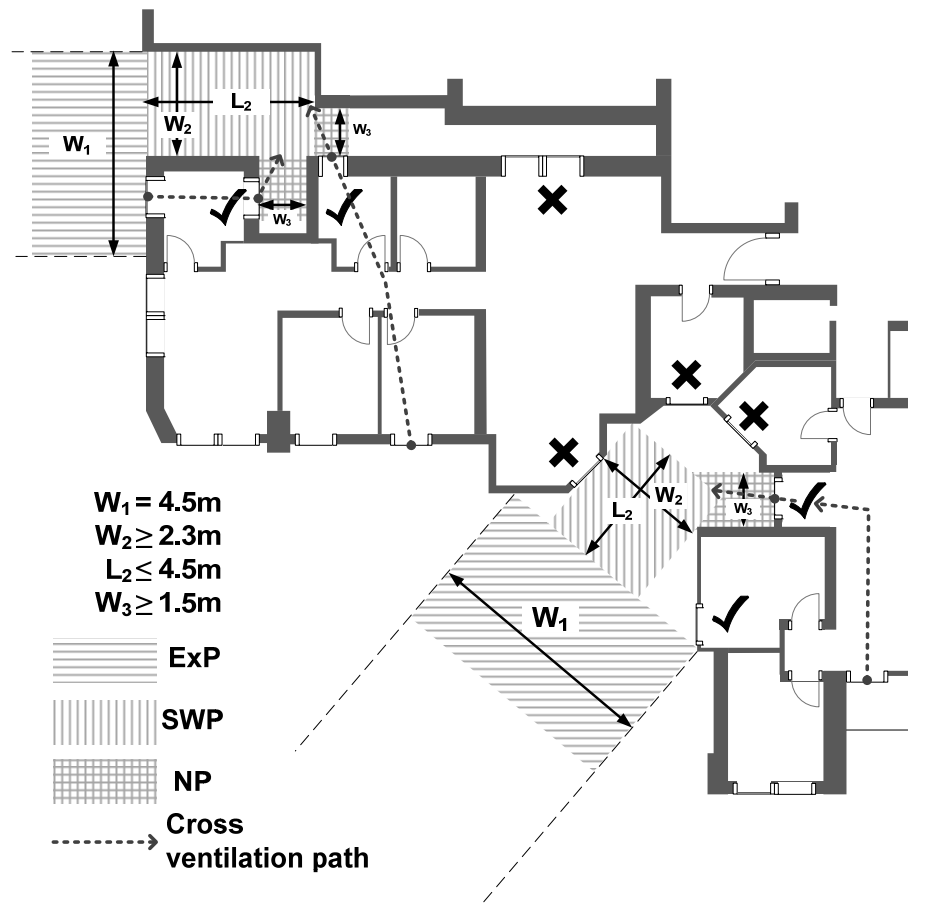 W₁
W₂
L₂
W₃
W₃
W₂
L₂
W₃
W₁
W₁ = 4.5m
W₂ ≥ 2.3m
L₂ ≤ 4.5m
W₃ ≥ 1.5m
ExP
SWP
NP
Cross
ventilation path